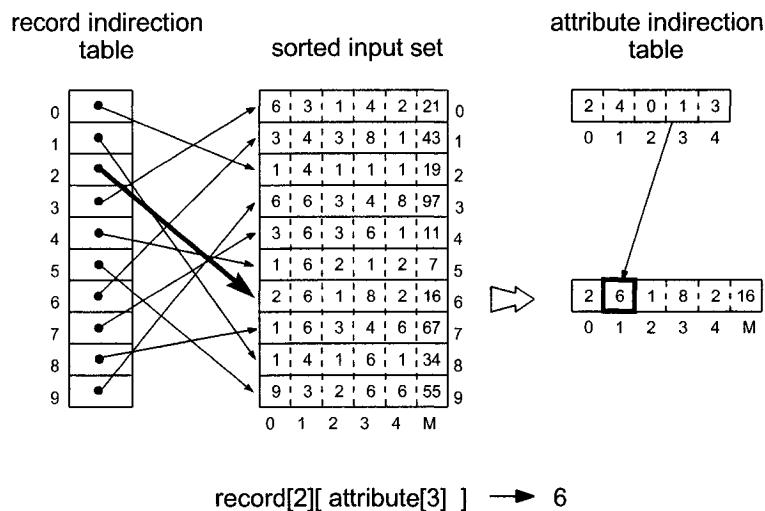 record indirection table
sorted input set
attribute indirection table
0
1
2
3
4
5
6
7
8
9
6 3 1 4 2 21 0
3 4 3 8 1 43 1
1 4 1 1 1 19 2
6 6 3 4 8 97 3
3 6 3 6 1 11 4
1 6 2 1 2 7 5
2 6 1 8 2 16 6
1 6 3 4 6 67 7
1 4 1 6 1 34 8
9 3 2 6 6 55 9
0 1 2 3 4 M
2 4 0 1 3
0 1 2 3 4
2 6 1 8 2 16
0 1 2 3 4 M
record[2][ attribute[3] ] → 6